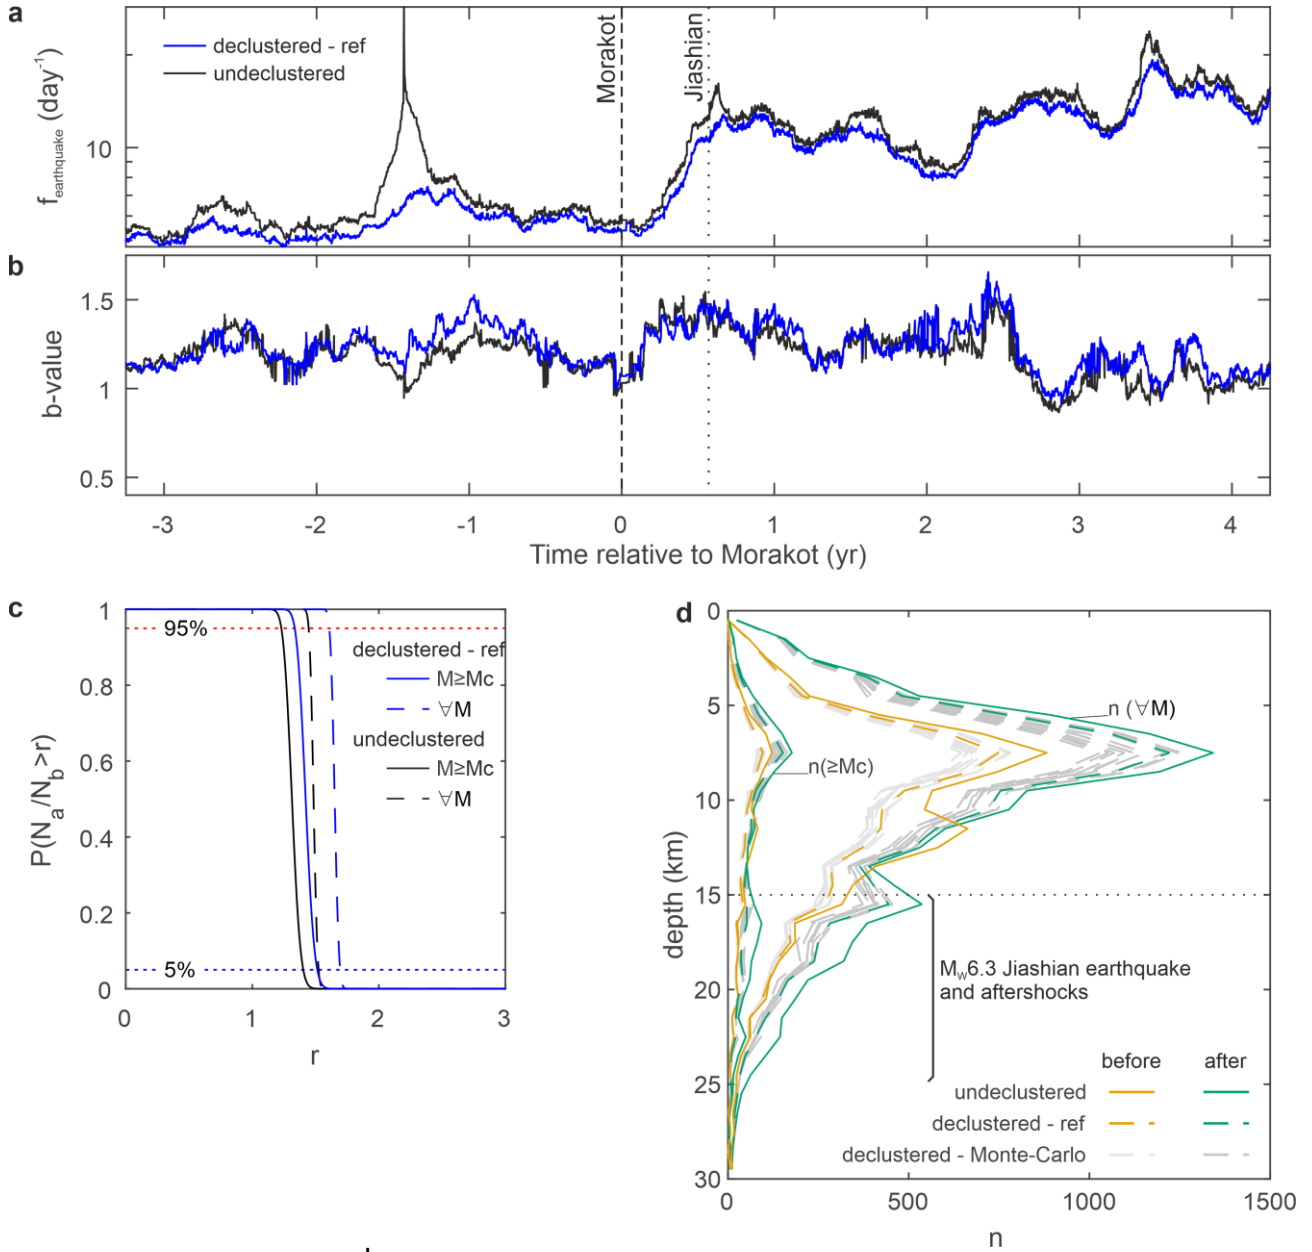 a
declustered - ref
undeclustered
Morakot
Jiashian
f_earthquake (day⁻¹)
10
b
1.5
1
0.5
b-value
-3 -2 -1 0 1 2 3 4
Time relative to Morakot (yr)
c
1
0.8
0.6
0.4
0.2
0
95%
5%
declustered - ref
M≥Mc
∀M
undeclustered
M≥Mc
∀M
P(N_a/N_b>r)
0 1 2 3
r
d
0
5
10
15
20
25
30
depth (km)
n (∀M)
n(≥Mc)
M_w6.3 Jiashian earthquake
and aftershocks
before after
undeclustered
declustered - ref
declustered - Monte-Carlo
0 500 1000 1500
n